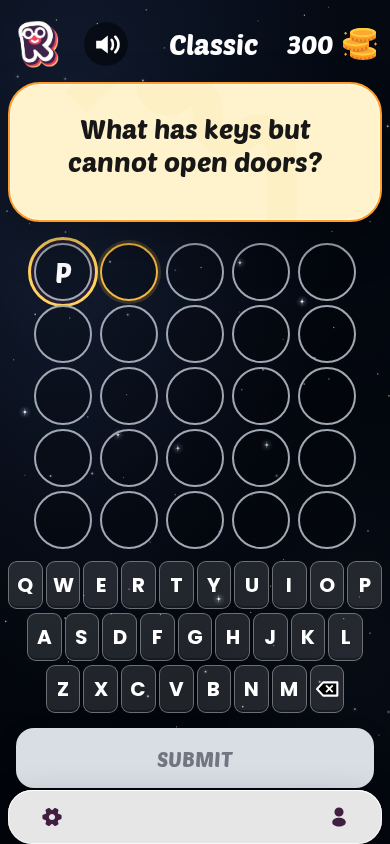 R
Classic
300
What has keys but
cannot open doors?
P
Q W E R T Y U I O P
A S D F G H J K L
Z X C V B N M
SUBMIT